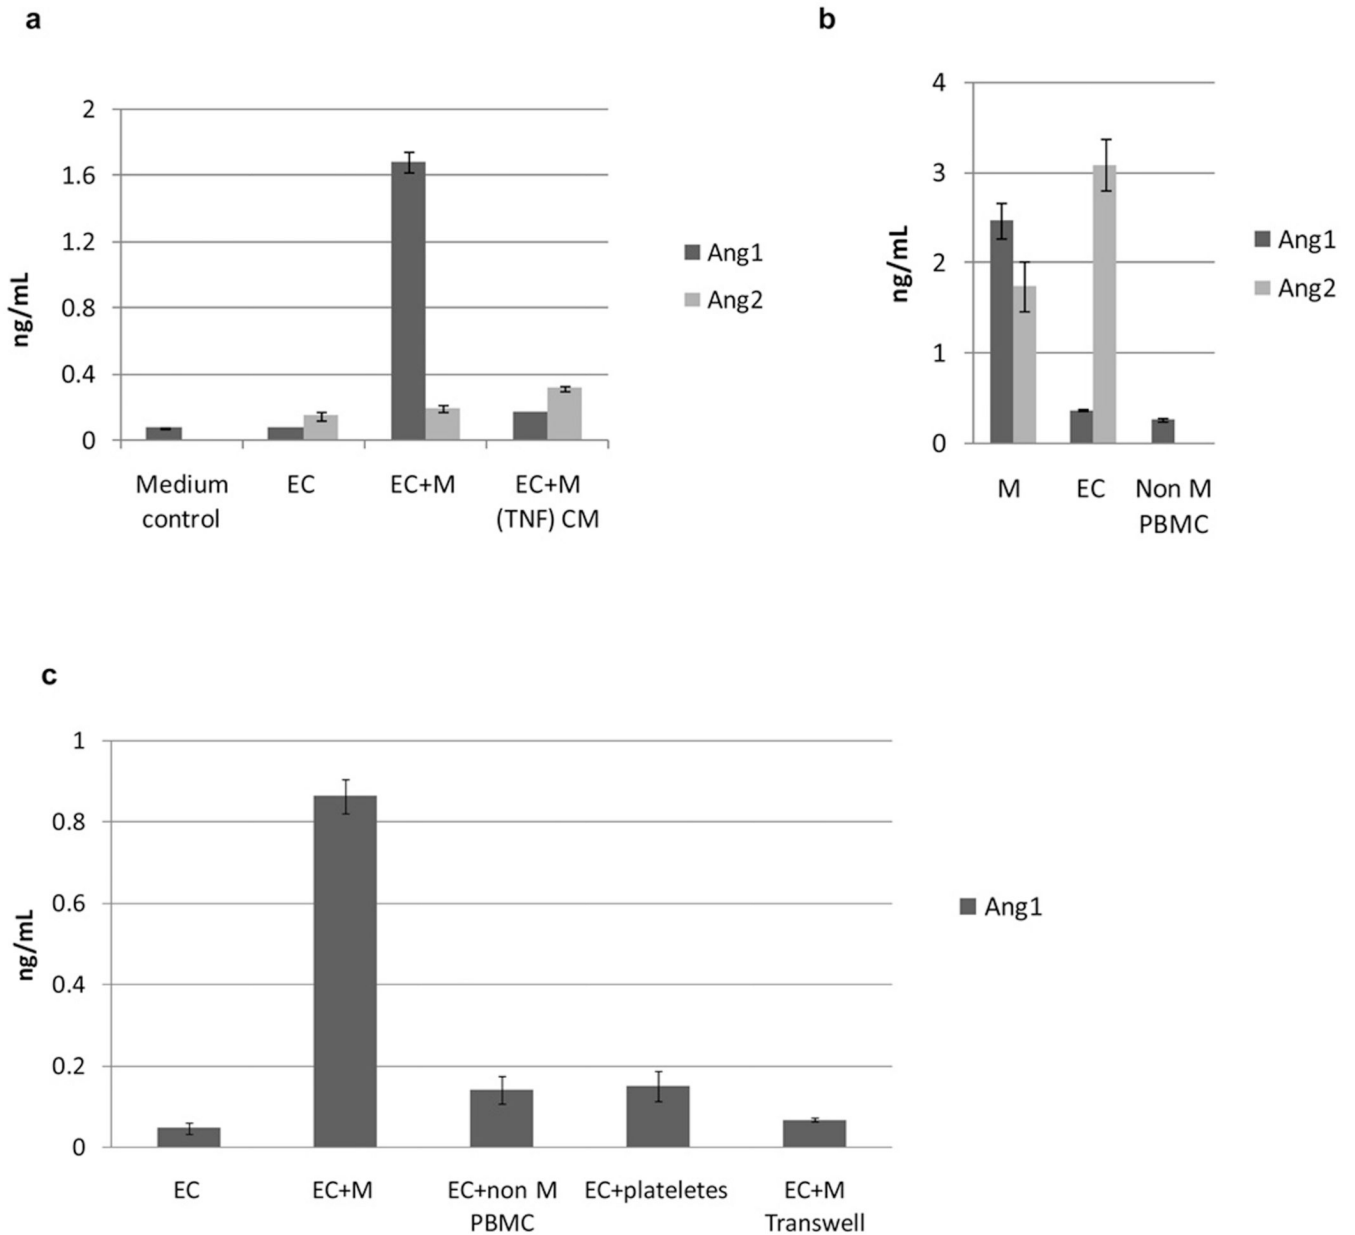 a
2
1.6
1.2
0.8
0.4
0
ng/mL
Medium control
EC
EC+M
EC+M (TNF) CM
Ang1
Ang2
b
4
3
2
1
0
ng/mL
M
EC
Non M PBMC
Ang1
Ang2
c
1
0.8
0.6
0.4
0.2
0
ng/mL
EC
EC+M
EC+non M PBMC
EC+plateletes
EC+M Transwell
Ang1